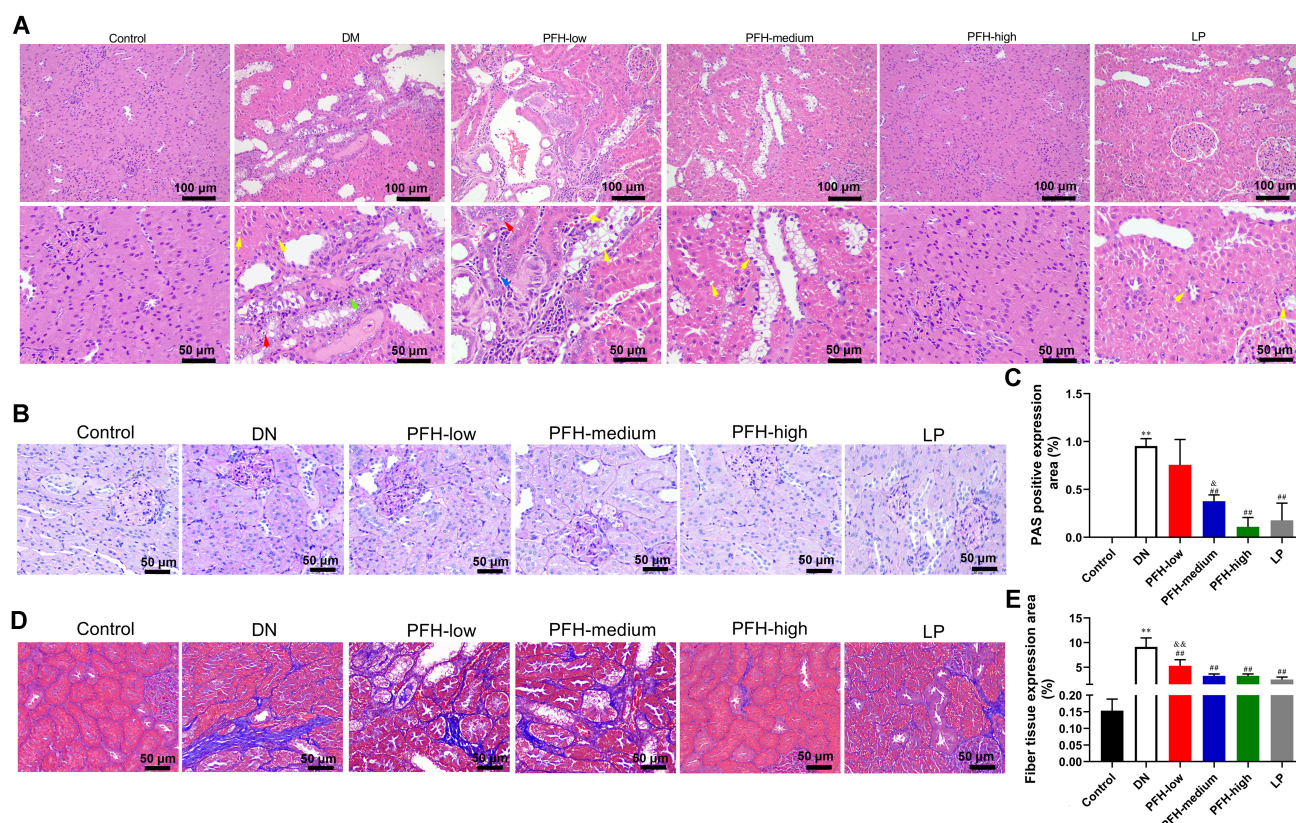 A
Control DM PFH-low PFH-medium PFH-high LP
100 μm 100 μm 100 μm 100 μm 100 μm 100 μm
50 μm 50 μm 50 μm 50 μm 50 μm 50 μm
B
Control DN PFH-low PFH-medium PFH-high LP
50 μm 50 μm 50 μm 50 μm 50 μm 50 μm
C
PAS positive expression
area (%)
1.5
1.0
0.5
0.0
**
&
##
##
##
Control DN PFH-low PFH-medium PFH-high LP
D
Control DN PFH-low PFH-medium PFH-high LP
50 μm 50 μm 50 μm 50 μm 50 μm 50 μm
E
Fiber tissue expression area
(%)
15
10
5
0.20
0.15
0.10
0.05
0.00
**
&&
##
##
##
##
Control DN PFH-low PFH-medium PFH-high LP